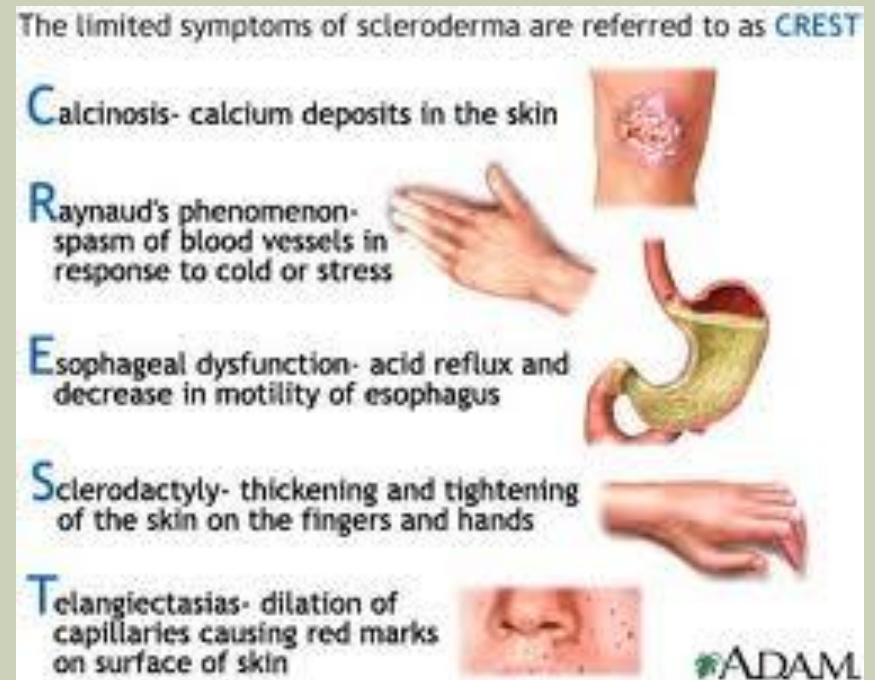 The limited symptoms of scleroderma are referred to as CREST
Calcinosis- calcium deposits in the skin
Raynaud's phenomenon-
spasm of blood vessels in
response to cold or stress
Esophageal dysfunction- acid reflux and
decrease in motility of esophagus
Sclerodactyly- thickening and tightening
of the skin on the fingers and hands
Telangiectasias- dilation of
capillaries causing red marks
on surface of skin
ADAM.